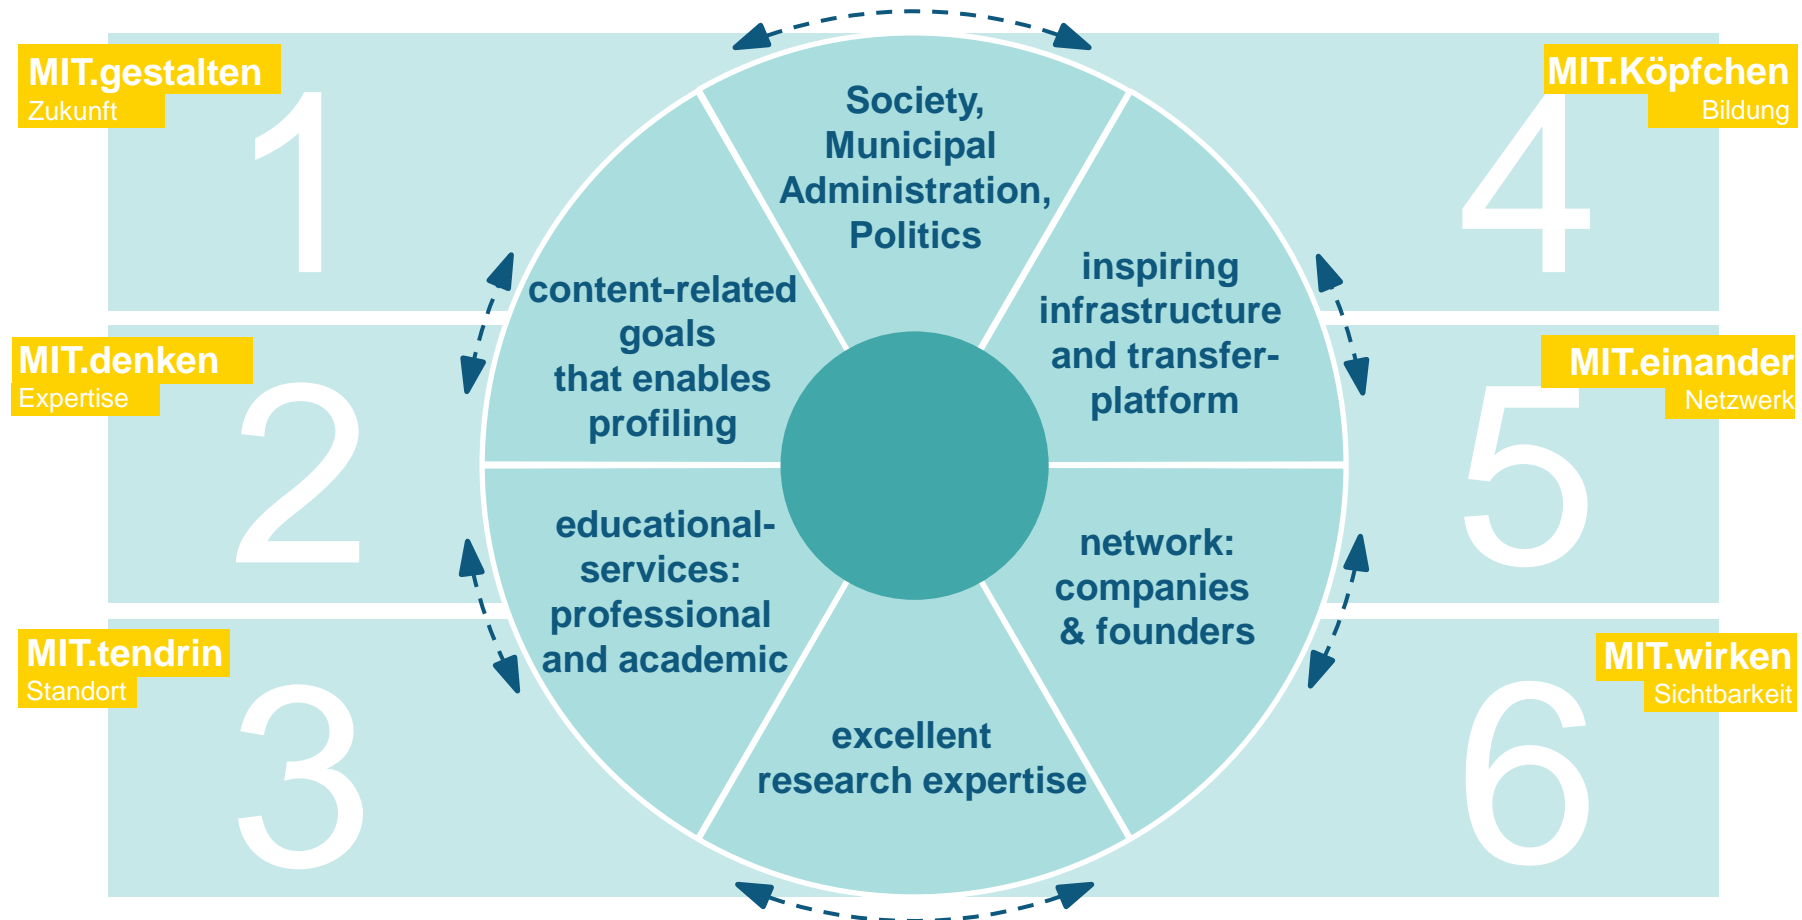 MIT.gestalten
Zukunft
1
MIT.denken
Expertise
2
MIT.tendrin
Standort
3
Society,
Municipal
Administration,
Politics
content-related
goals
that enables
profiling
inspiring
infrastructure
and transfer-
platform
educational-
services:
professional
and academic
network:
companies
& founders
excellent
research expertise
MIT.Köpfchen
Bildung
4
MIT.einander
Netzwerk
5
MIT.wirken
Sichtbarkeit
6